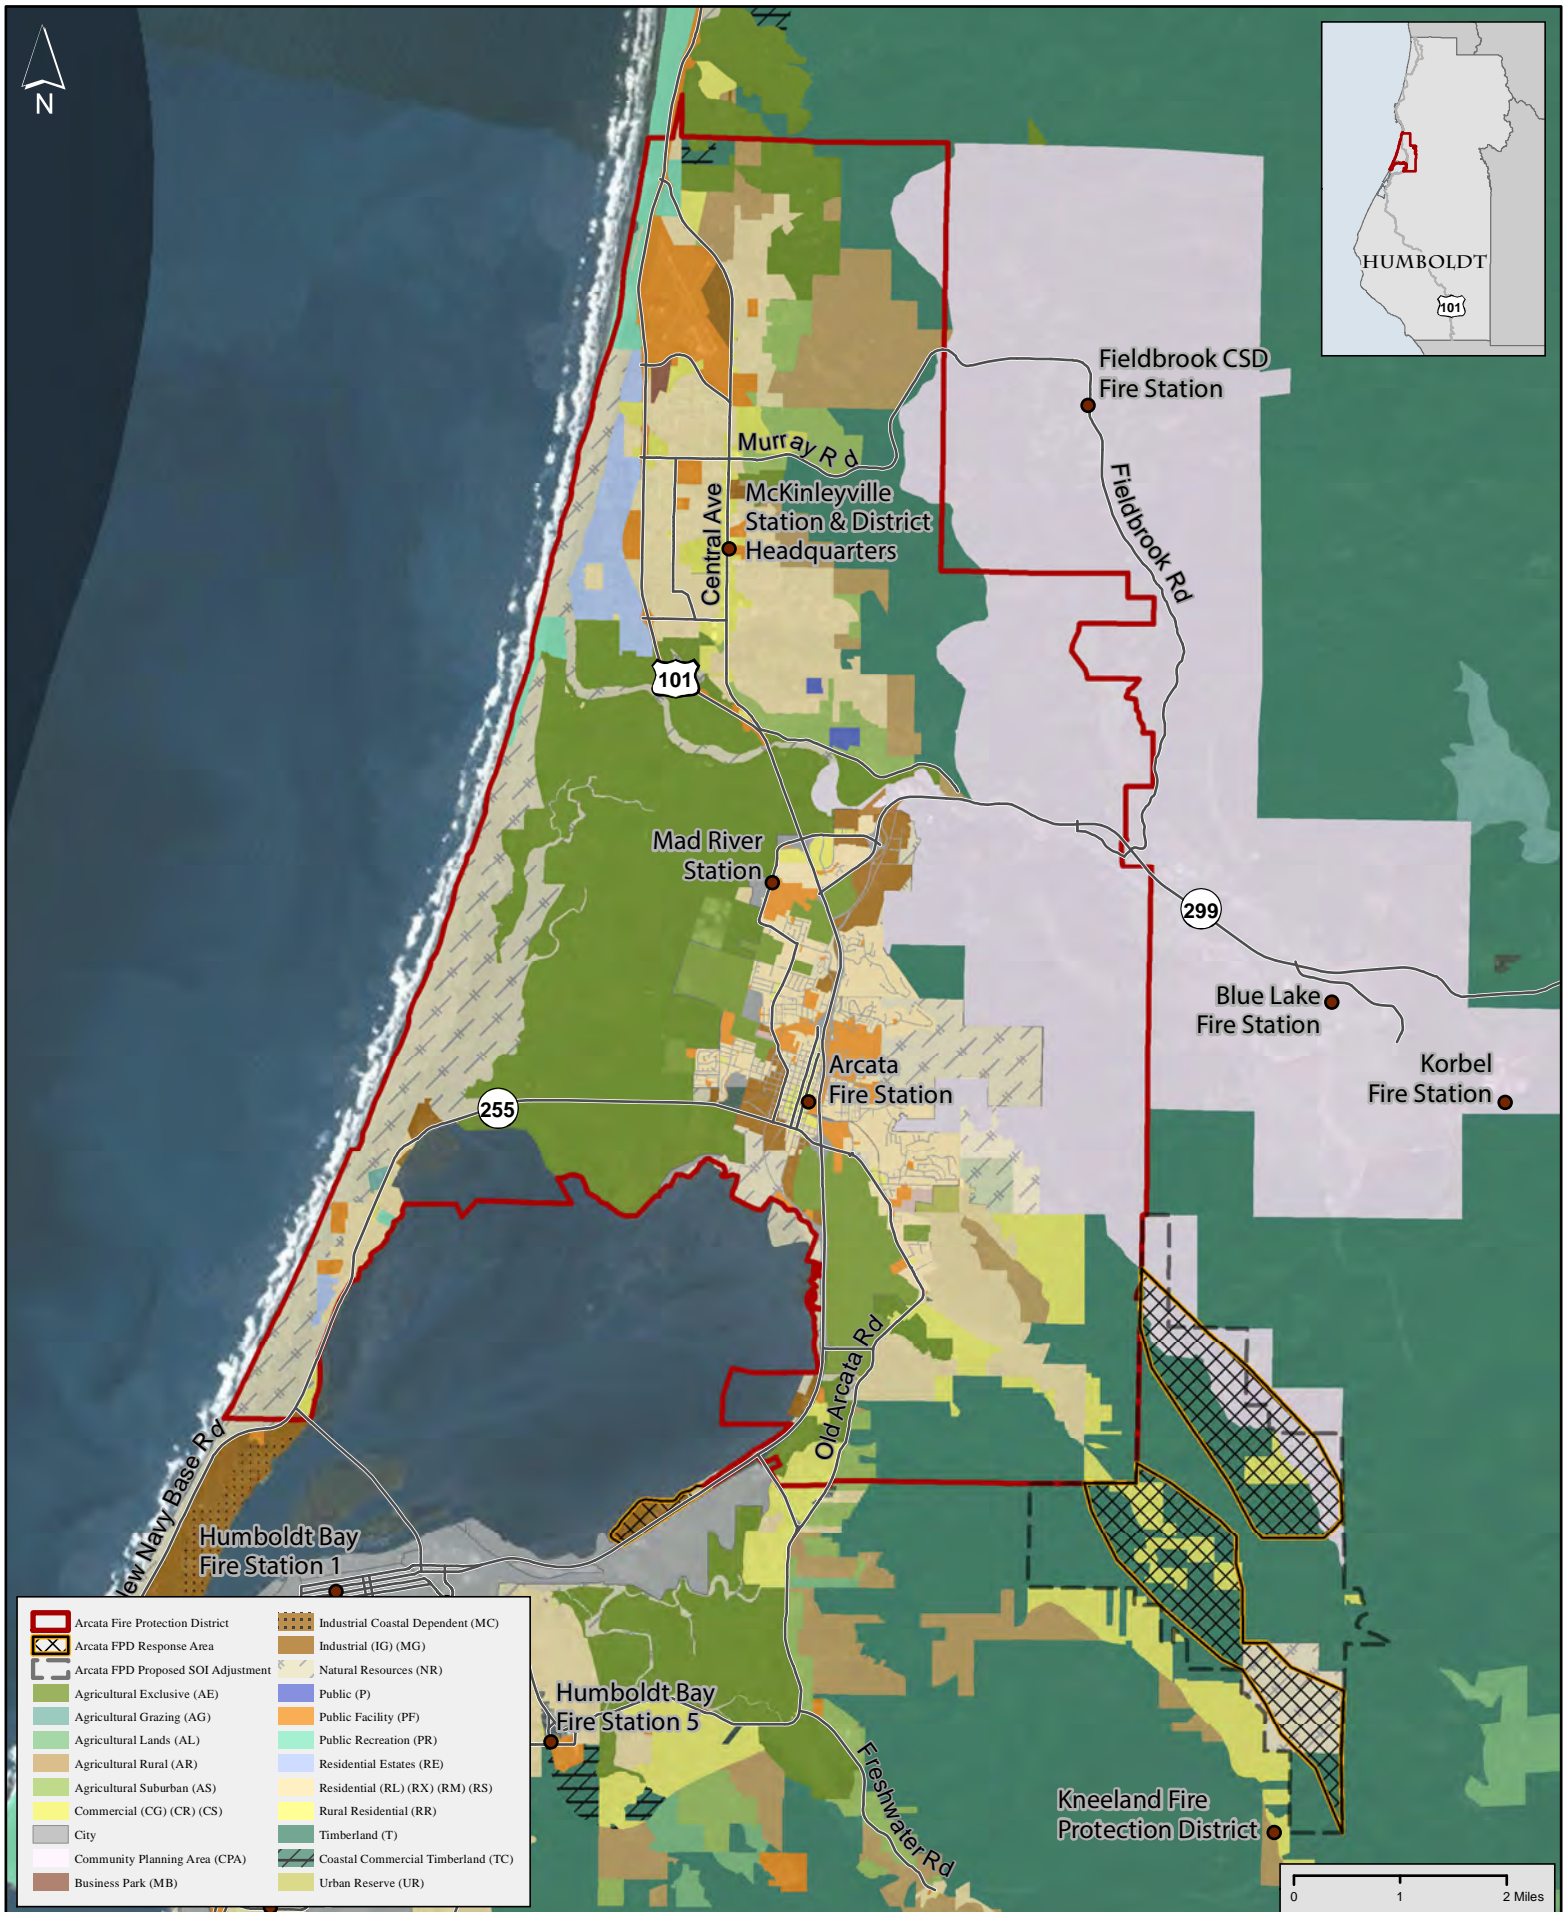 N
HUMBOLDT
101
Fieldbrook CSD
Fire Station
Murray Rd
McKinleyville
Station & District
Headquarters
Central Ave
Fieldbrook Rd
101
Mad River
Station
299
Blue Lake
Fire Station
Korbel
Fire Station
Arcata
Fire Station
255
Old Arcata Rd
New Navy Base Rd
Humboldt Bay
Fire Station 1
Humboldt Bay
Fire Station 5
Freshwater Rd
Kneeland Fire
Protection District
Arcata Fire Protection District
Arcata FPD Response Area
Arcata FPD Proposed SOI Adjustment
Agricultural Exclusive (AE)
Agricultural Grazing (AG)
Agricultural Lands (AL)
Agricultural Rural (AR)
Agricultural Suburban (AS)
Commercial (CG) (CR) (CS)
City
Community Planning Area (CPA)
Business Park (MB)
Industrial Coastal Dependent (MC)
Industrial (IG) (MG)
Natural Resources (NR)
Public (P)
Public Facility (PF)
Public Recreation (PR)
Residential Estates (RE)
Residential (RL) (RX) (RM) (RS)
Rural Residential (RR)
Timberland (T)
Coastal Commercial Timberland (TC)
Urban Reserve (UR)
0 1 2 Miles